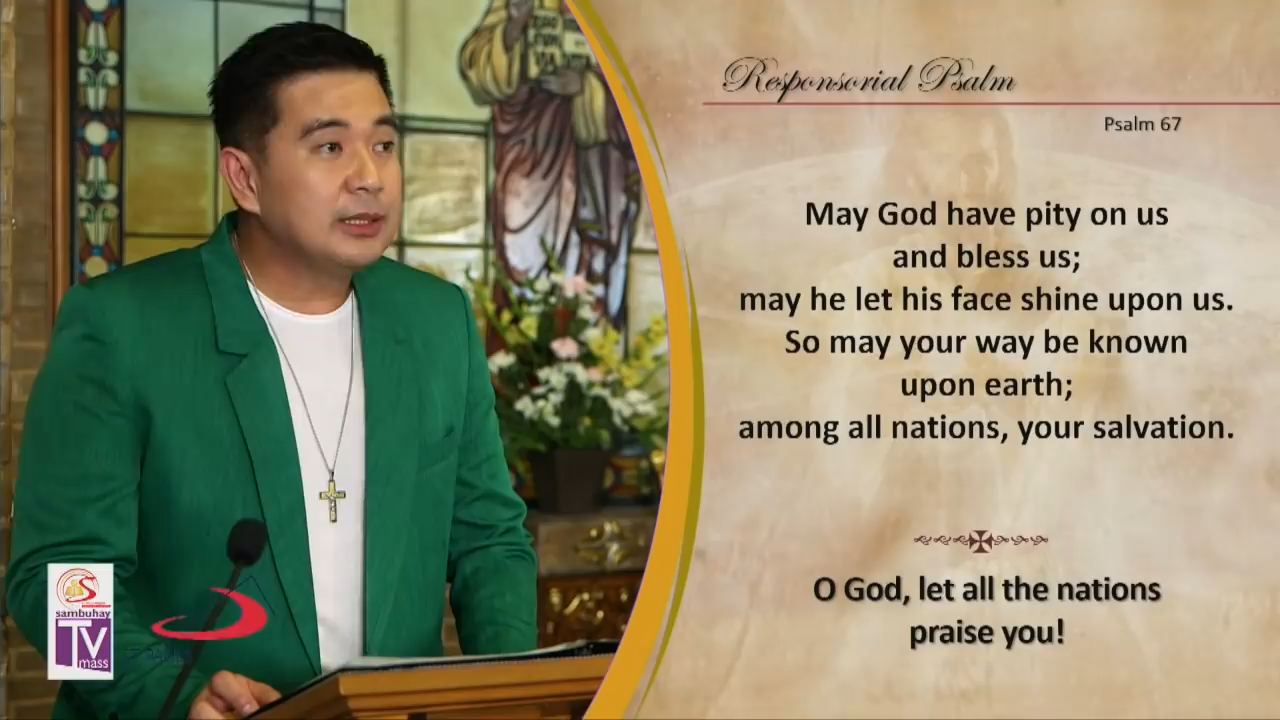 Responsorial Psalm
Psalm 67
May God have pity on us
and bless us;
may he let his face shine upon us.
So may your way be known
upon earth;
among all nations, your salvation.
O God, let all the nations
praise you!
sambuhay
TV
mass